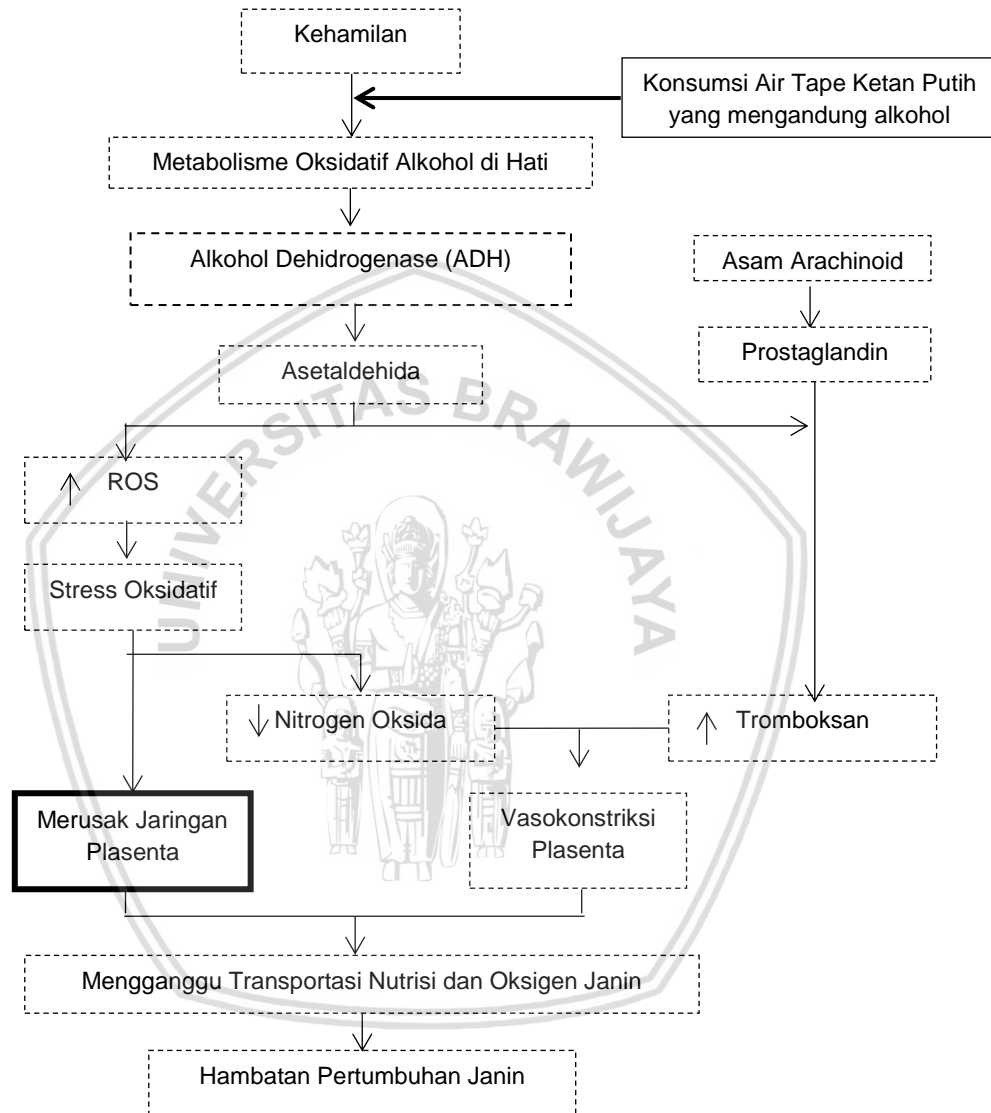 Kehamilan
Konsumsi Air Tape Ketan Putih
yang mengandung alkohol
Metabolisme Oksidatif Alkohol di Hati
Alkohol Dehidrogenase (ADH)
Asam Arachinoid
Prostaglandin
Asetaldehida
UNIVERSITAS BRAWIJAYA
↑ ROS
Stress Oksidatif
↓ Nitrogen Oksida
↑ Tromboksan
Merusak Jaringan
Plasenta
Vasokonstriksi
Plasenta
Mengganggu Transportasi Nutrisi dan Oksigen Janin
Hambatan Pertumbuhan Janin